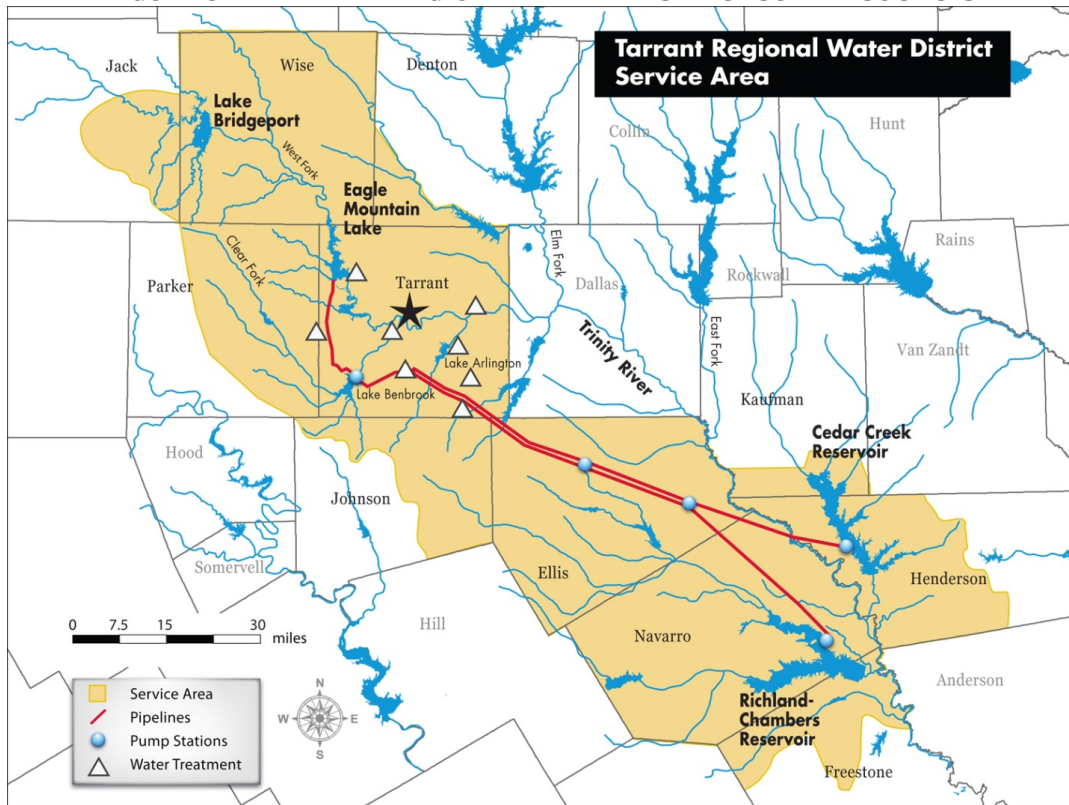 Tarrant Regional Water District
Service Area
Jack
Wise
Denton
Collin
Hunt
Lake
Bridgeport
West Fork
Eagle
Mountain
Lake
Clear Fork
Elm Fork
Rains
Parker
Tarrant
Dallas
Rockwall
East Fork
Trinity River
Van Zandt
Lake Arlington
Lake Benbrook
Kaufman
Cedar Creek
Reservoir
Hood
Johnson
Somervell
Ellis
Henderson
Hill
Navarro
Anderson
Richland-
Chambers
Reservoir
Freestone
0 7.5 15 30 miles
Service Area
Pipelines
Pump Stations
Water Treatment
N
W E
S